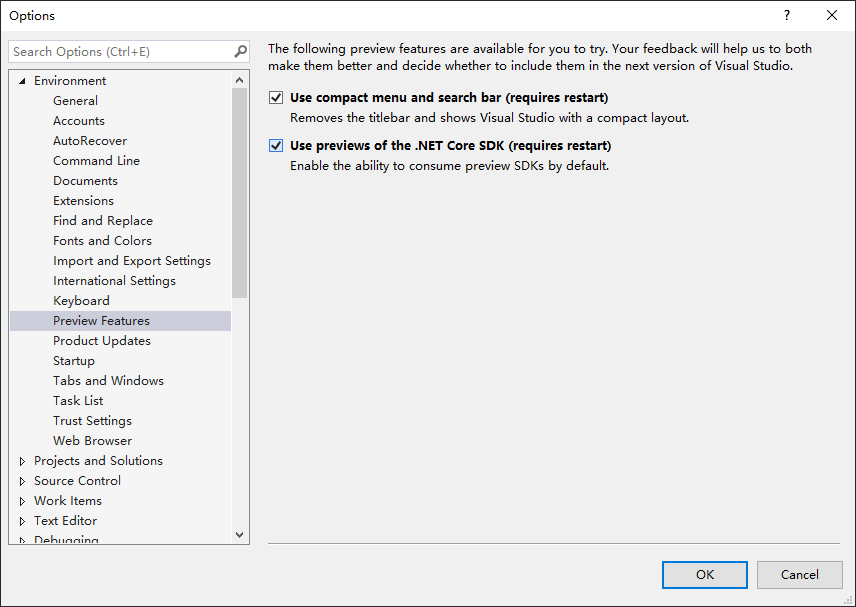 Options
?
Search Options (Ctrl+E)
Environment
General
Accounts
AutoRecover
Command Line
Documents
Extensions
Find and Replace
Fonts and Colors
Import and Export Settings
International Settings
Keyboard
Preview Features
Product Updates
Startup
Tabs and Windows
Task List
Trust Settings
Web Browser
Projects and Solutions
Source Control
Work Items
Text Editor
Debugging
The following preview features are available for you to try. Your feedback will help us to both
make them better and decide whether to include them in the next version of Visual Studio.
Use compact menu and search bar (requires restart)
Removes the titlebar and shows Visual Studio with a compact layout.
Use previews of the .NET Core SDK (requires restart)
Enable the ability to consume preview SDKs by default.
OK
Cancel